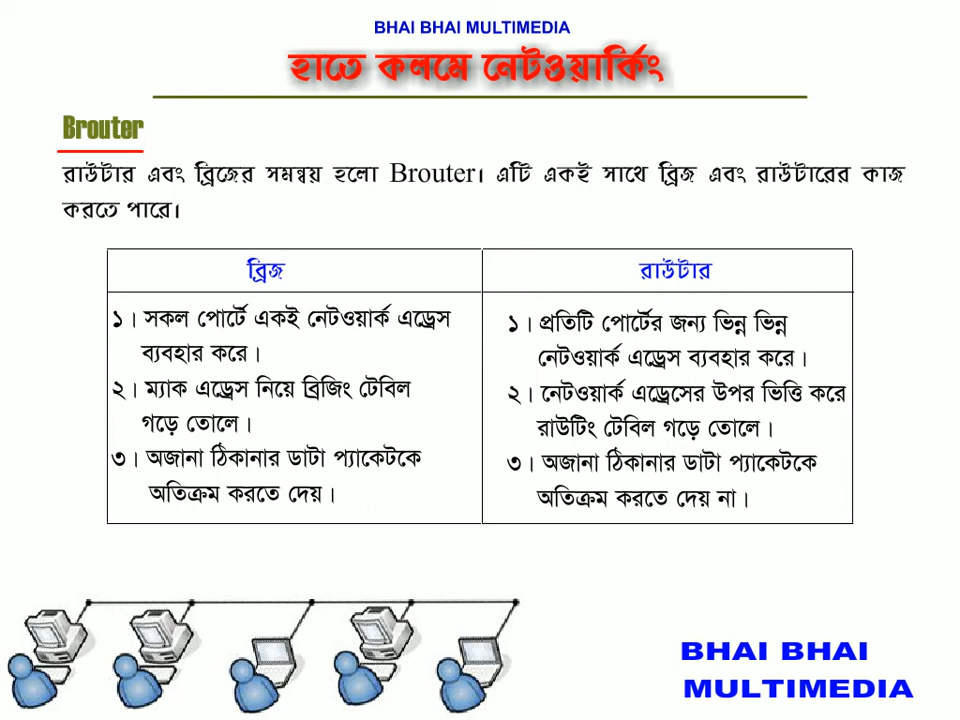 BHAI BHAI MULTIMEDIA
হাতে কলমে নেটওয়ার্কিং
Brouter
রাউটার এবং ব্রিজের সমন্বয় হলো Brouter। এটি একই সাথে ব্রিজ এবং রাউটারের কাজ
করতে পারে।
ব্রিজ
১। সকল পোর্টে একই নেটওয়ার্ক এড্রেস
ব্যবহার করে।
২। ম্যাক এড্রেস নিয়ে ব্রিজিং টেবিল
গড়ে তোলে।
৩। অজানা ঠিকানার ডাটা প্যাকেটকে
অতিক্রম করতে দেয়।
রাউটার
১। প্রতিটি পোর্টের জন্য ভিন্ন ভিন্ন
নেটওয়ার্ক এড্রেস ব্যবহার করে।
২। নেটওয়ার্ক এড্রেসের উপর ভিত্তি করে
রাউটিং টেবিল গড়ে তোলে।
৩। অজানা ঠিকানার ডাটা প্যাকেটকে
অতিক্রম করতে দেয় না।
BHAI BHAI
MULTIMEDIA